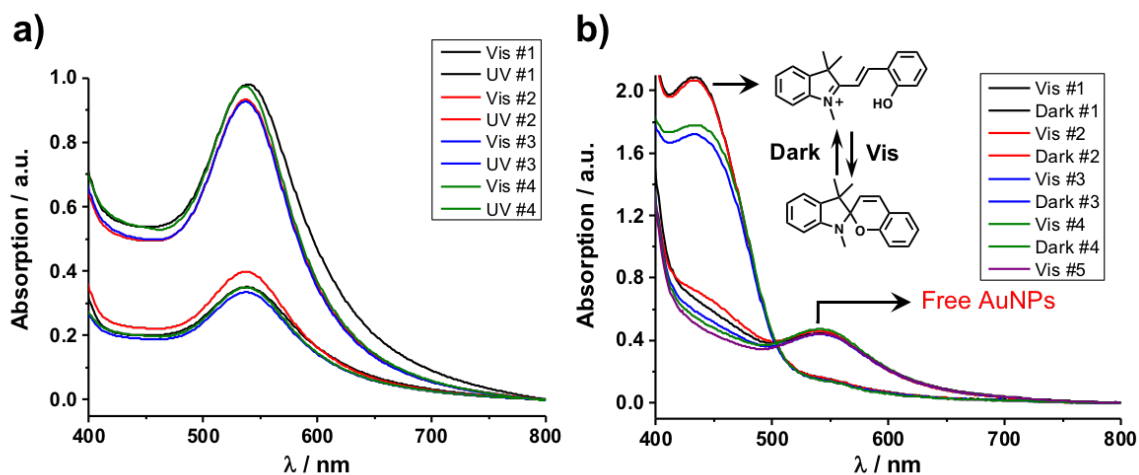 a)
Absorption / a.u.
1.0
0.8
0.6
0.4
0.2
0.0
400
500
600
700
800
λ / nm
Vis #1
UV #1
Vis #2
UV #2
Vis #3
UV #3
Vis #4
UV #4
b)
Absorption / a.u.
2.0
1.6
1.2
0.8
0.4
0.0
400
500
600
700
800
λ / nm
N+
HO
Dark
Vis
N
O
Free AuNPs
Vis #1
Dark #1
Vis #2
Dark #2
Vis #3
Dark #3
Vis #4
Dark #4
Vis #5